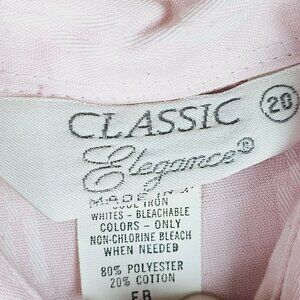 CLASSIC
20
Elegance®
MADE IN
COOL IRON
WHITES - BLEACHABLE
COLORS - ONLY
NON-CHLORINE BLEACH
WHEN NEEDED
80% POLYESTER
20% COTTON